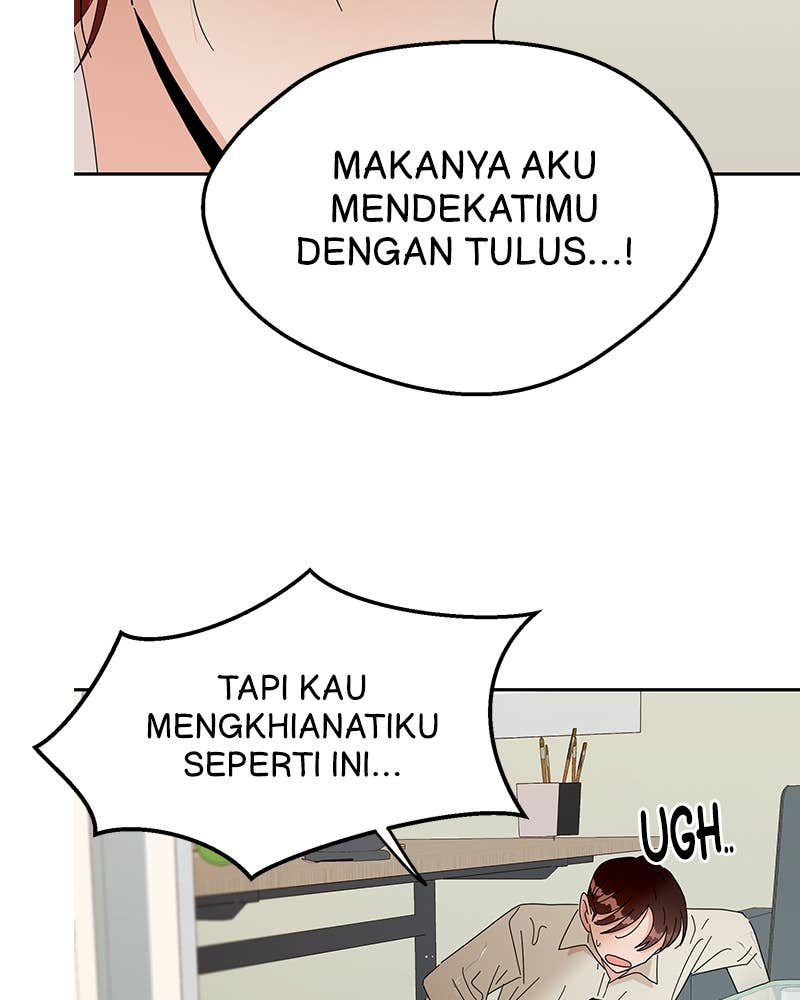 MAKANYA AKU
MENDEKATIMU
DENGAN TULUS...!
TAPI KAU
MENGKHIANATIKU
SEPERTI INI...
UGH..